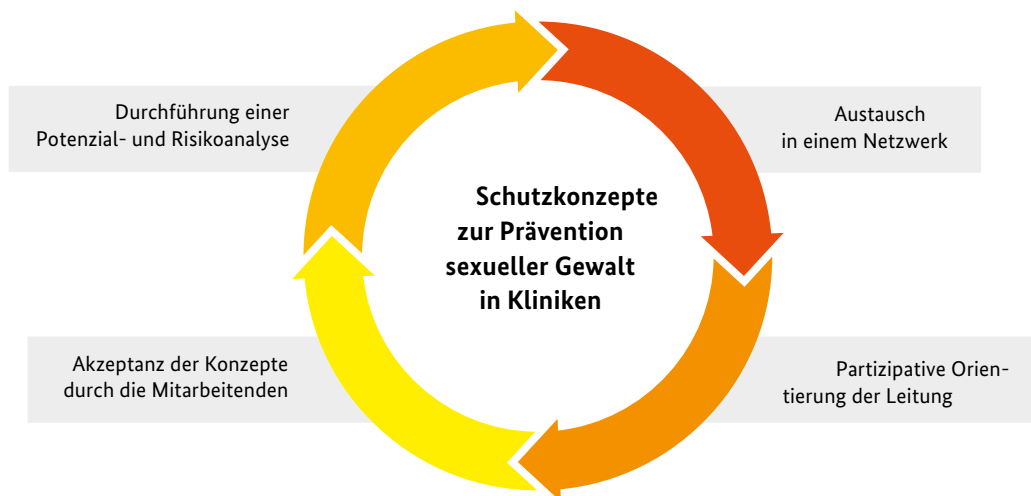 Durchführung einer
Potenzial- und Risikoanalyse
Austausch
in einem Netzwerk
Schutzkonzepte
zur Prävention
sexueller Gewalt
in Kliniken
Akzeptanz der Konzepte
durch die Mitarbeitenden
Partizipative Orien-
tierung der Leitung